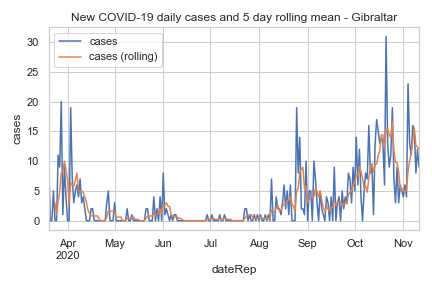 New COVID-19 daily cases and 5 day rolling mean - Gibraltar
cases
cases (rolling)
30
25
20
15
10
5
0
cases
Apr May Jun Jul Aug Sep Oct Nov
2020
dateRep